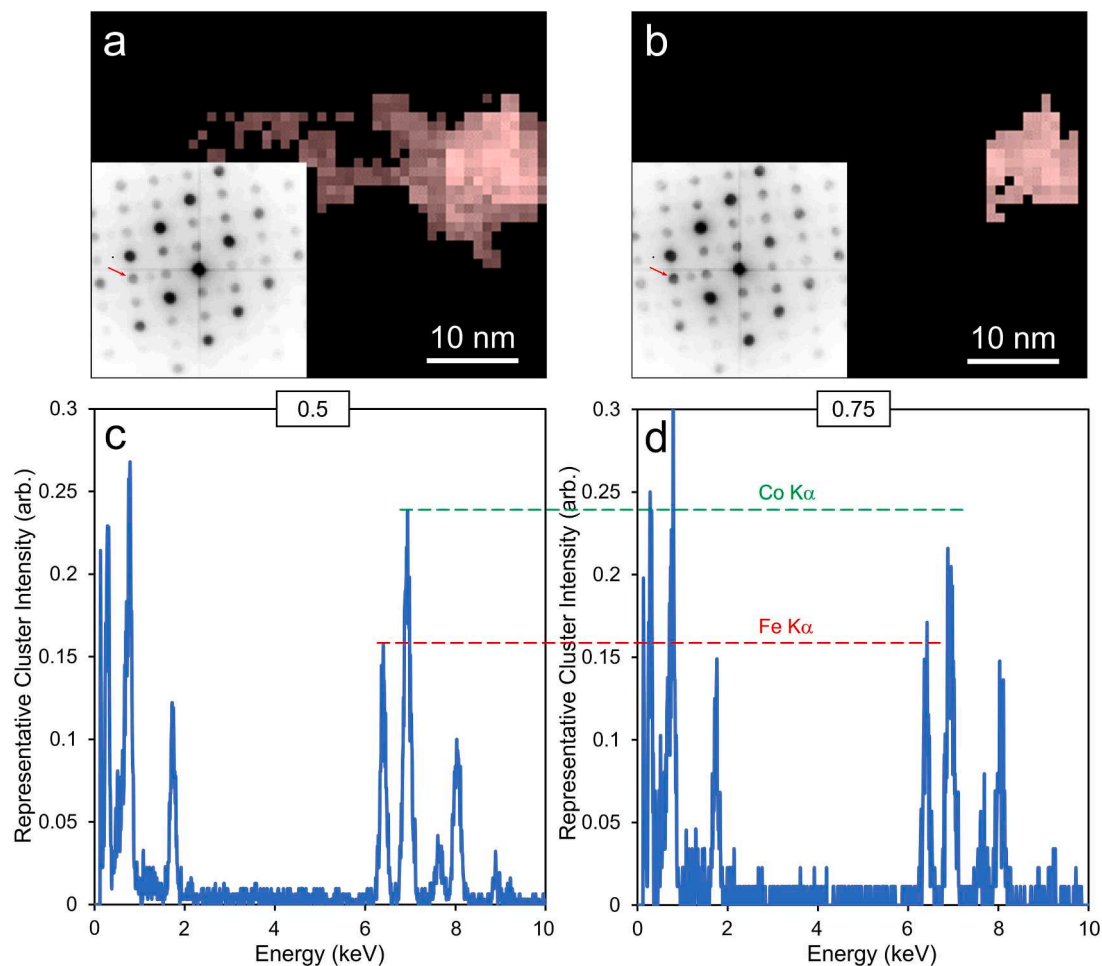 a
b
10 nm
10 nm
0.5
0.75
c
d
0.3
0.25
0.2
0.15
0.1
0.05
0
0.3
0.25
0.2
0.15
0.1
0.05
0
Representative Cluster Intensity (arb.)
Representative Cluster Intensity (arb.)
Co Kα
Fe Kα
0 2 4 6 8 10
0 2 4 6 8 10
Energy (keV)
Energy (keV)